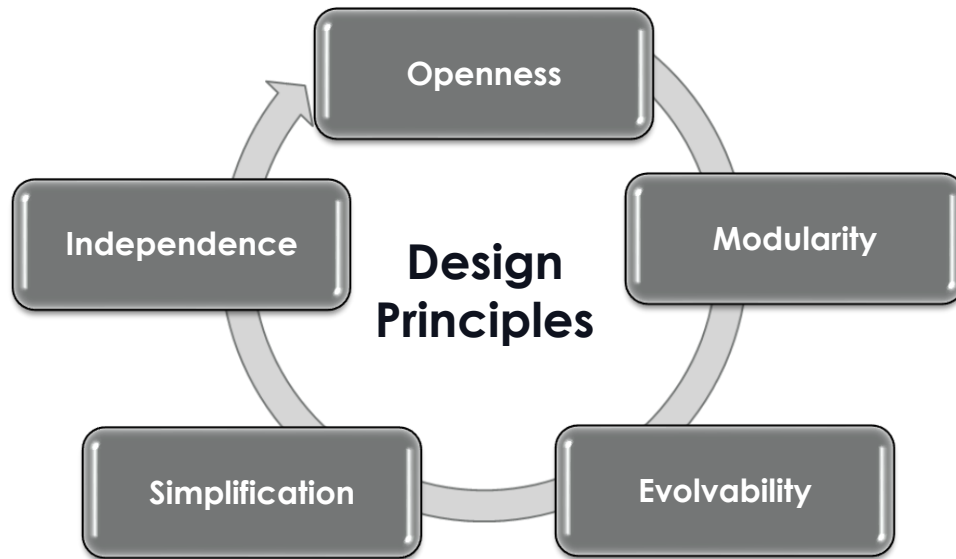 Openness
Modularity
Evolvability
Simplification
Independence
Design
Principles